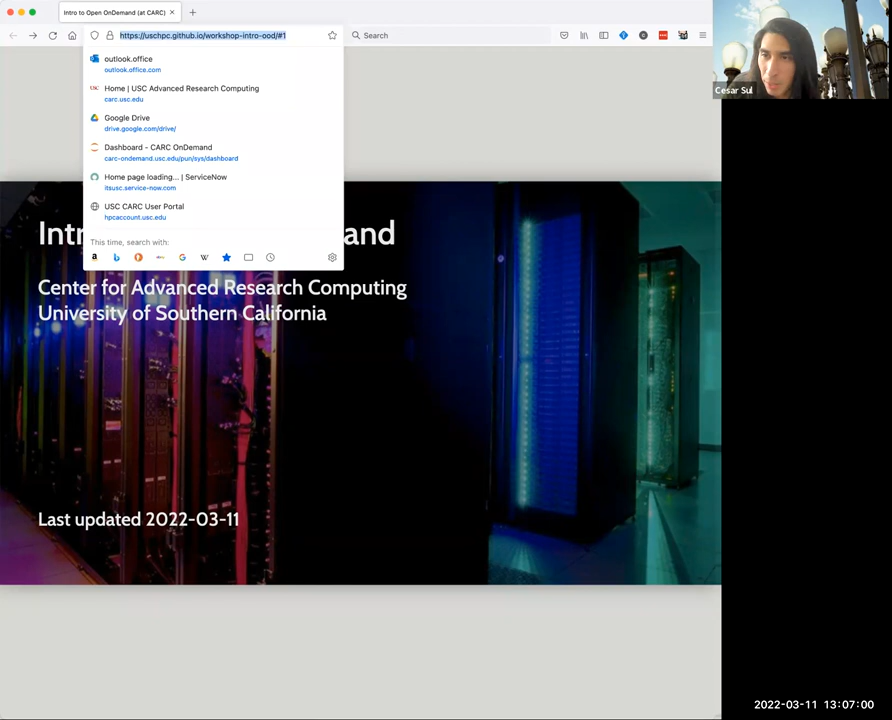 Intro to Open OnDemand (at CARC)
https://uschpc.github.io/workshop-intro-ood/#1
Search
outlook.office
outlook.office.com
USC
Home | USC Advanced Research Computing
carc.usc.edu
Google Drive
drive.google.com/drive/
Dashboard - CARC OnDemand
carc-ondemand.usc.edu/pun/sys/dashboard
Home page loading... | ServiceNow
itsusc.service-now.com
USC CARC User Portal
hpcaccount.usc.edu
This time, search with:
Cesar Sul
Center for Advanced Research Computing
University of Southern California
Last updated 2022-03-11
2022-03-11 13:07:00